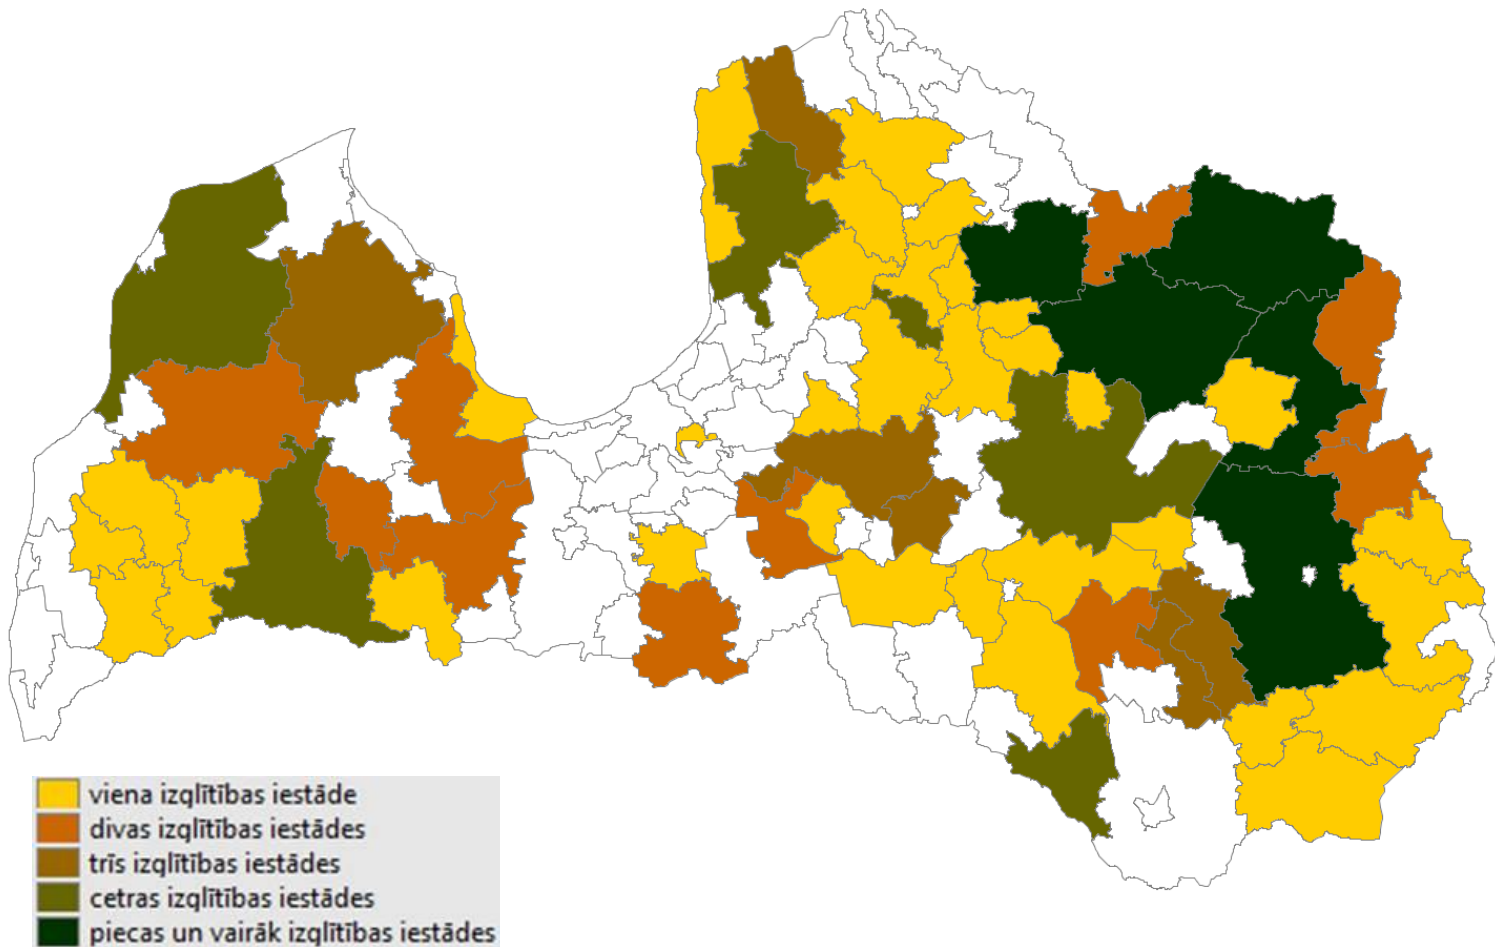 viena izglītības iestāde
divas izglītības iestādes
trīs izglītības iestādes
cetras izglītības iestādes
piecas un vairāk izglītības iestādes